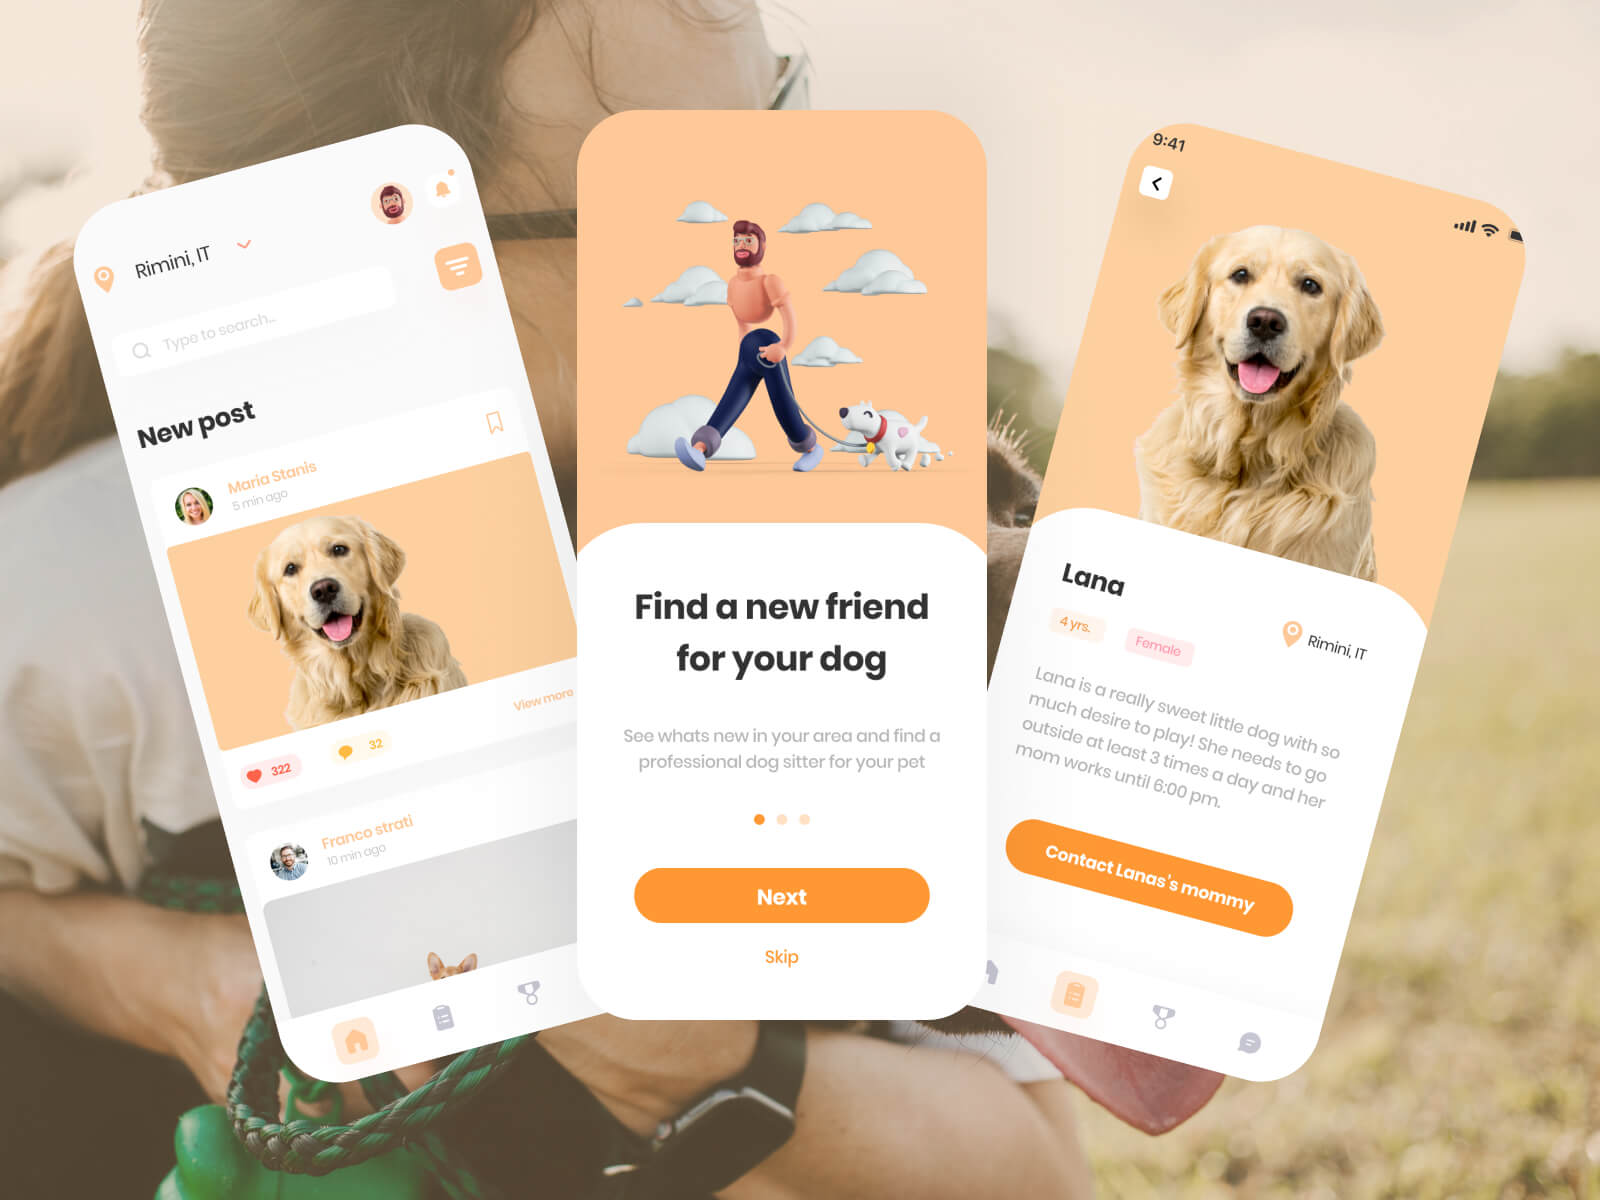 Rimini, IT
Type to search...
New post
Maria Stanis
5 min ago
View more
322
32
Franco strati
10 min ago
Find a new friend
for your dog
See whats new in your area and find a
professional dog sitter for your pet
Next
Skip
9:41
Lana
4 yrs.
Female
Rimini, IT
Lana is a really sweet little dog with so
much desire to play! She needs to go
outside at least 3 times a day and her
mom works until 6:00 pm.
Contact Lanas's mommy